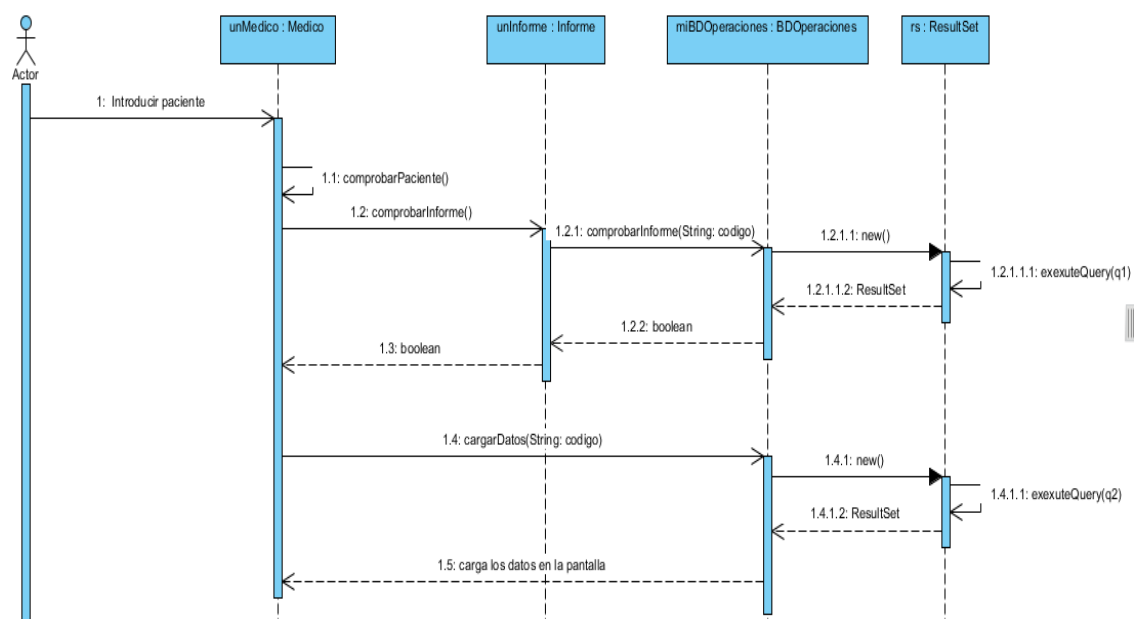 unMedico : Medico
unInforme : Informe
miBDOperaciones : BDOperaciones
rs : ResultSet
Actor
1: Introducir paciente
1.1: comprobarPaciente()
1.2: comprobarInforme()
1.2.1: comprobarInforme(String: codigo)
1.2.1.1: new()
1.2.1.1.1: exexuteQuery(q1)
1.2.1.1.2: ResultSet
1.2.2: boolean
1.3: boolean
1.4: cargarDatos(String: codigo)
1.4.1: new()
1.4.1.1: exexuteQuery(q2)
1.4.1.2: ResultSet
1.5: carga los datos en la pantalla